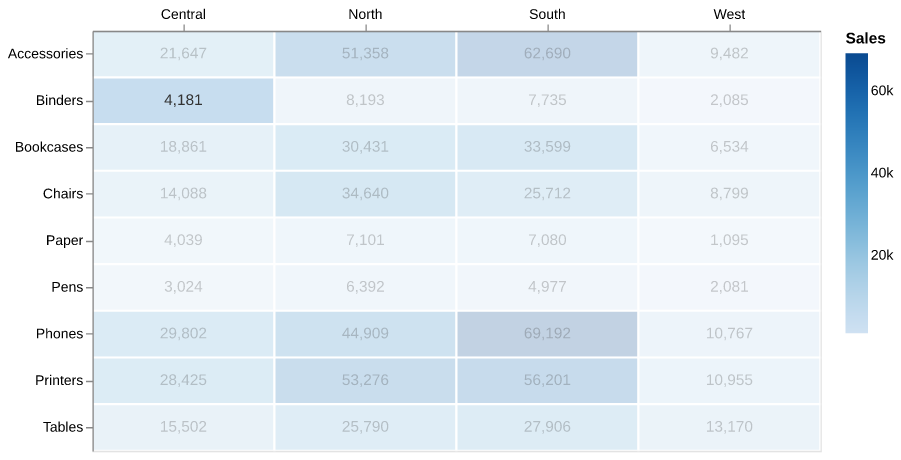 Central North South West
Sales
Accessories 21,647 51,358 62,690 9,482
60k
Binders 4,181 8,193 7,735 2,085
Bookcases 18,861 30,431 33,599 6,534
40k
Chairs 14,088 34,640 25,712 8,799
Paper 4,039 7,101 7,080 1,095
20k
Pens 3,024 6,392 4,977 2,081
Phones 29,802 44,909 69,192 10,767
Printers 28,425 53,276 56,201 10,955
Tables 15,502 25,790 27,906 13,170